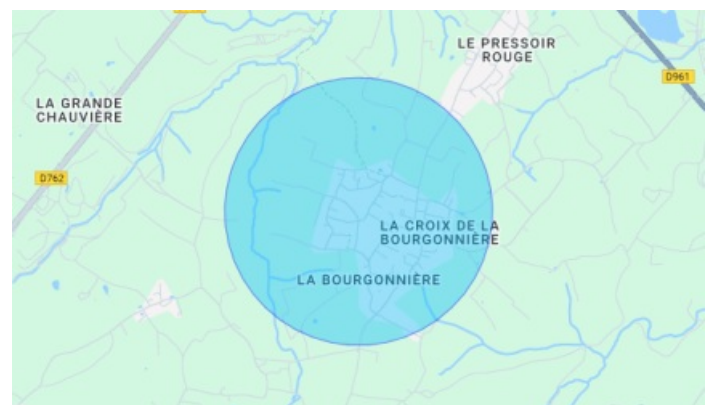 LE PRESSOIR
ROUGE
D961
LA GRANDE
CHAUVIÈRE
D762
LA CROIX DE LA
BOURGONNIÈRE
LA BOURGONNIÈRE